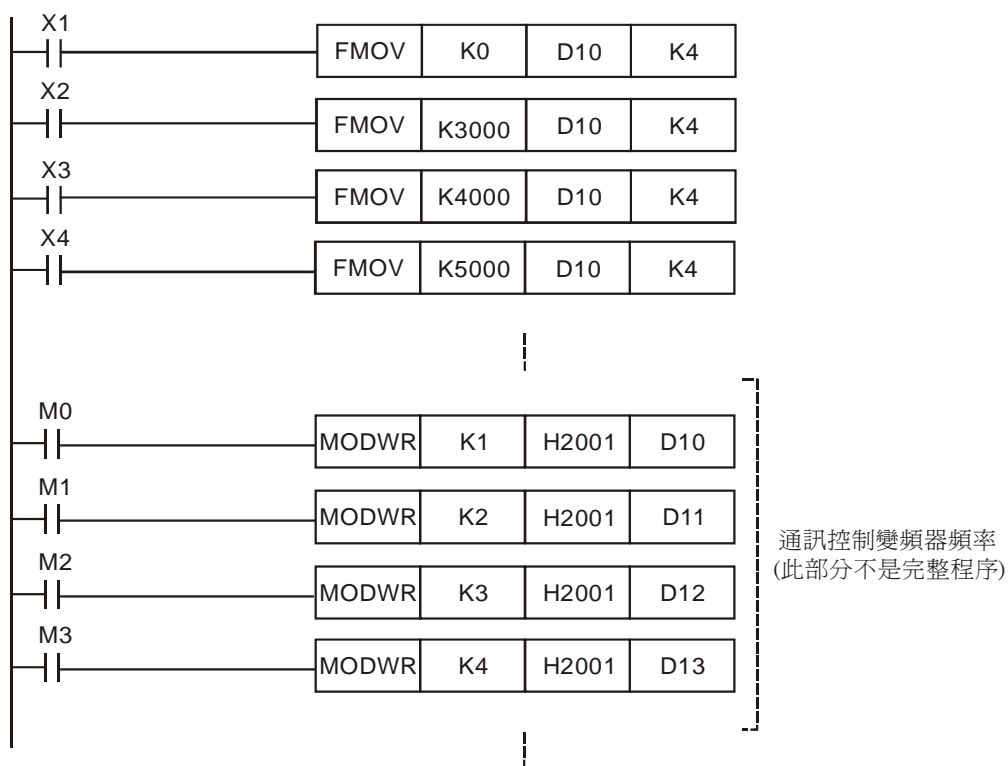 X1
FMOV K0 D10 K4
X2
FMOV K3000 D10 K4
X3
FMOV K4000 D10 K4
X4
FMOV K5000 D10 K4
M0
MODWR K1 H2001 D10
M1
MODWR K2 H2001 D11
M2
MODWR K3 H2001 D12
M3
MODWR K4 H2001 D13
通訊控制變頻器頻率
(此部分不是完整程序)